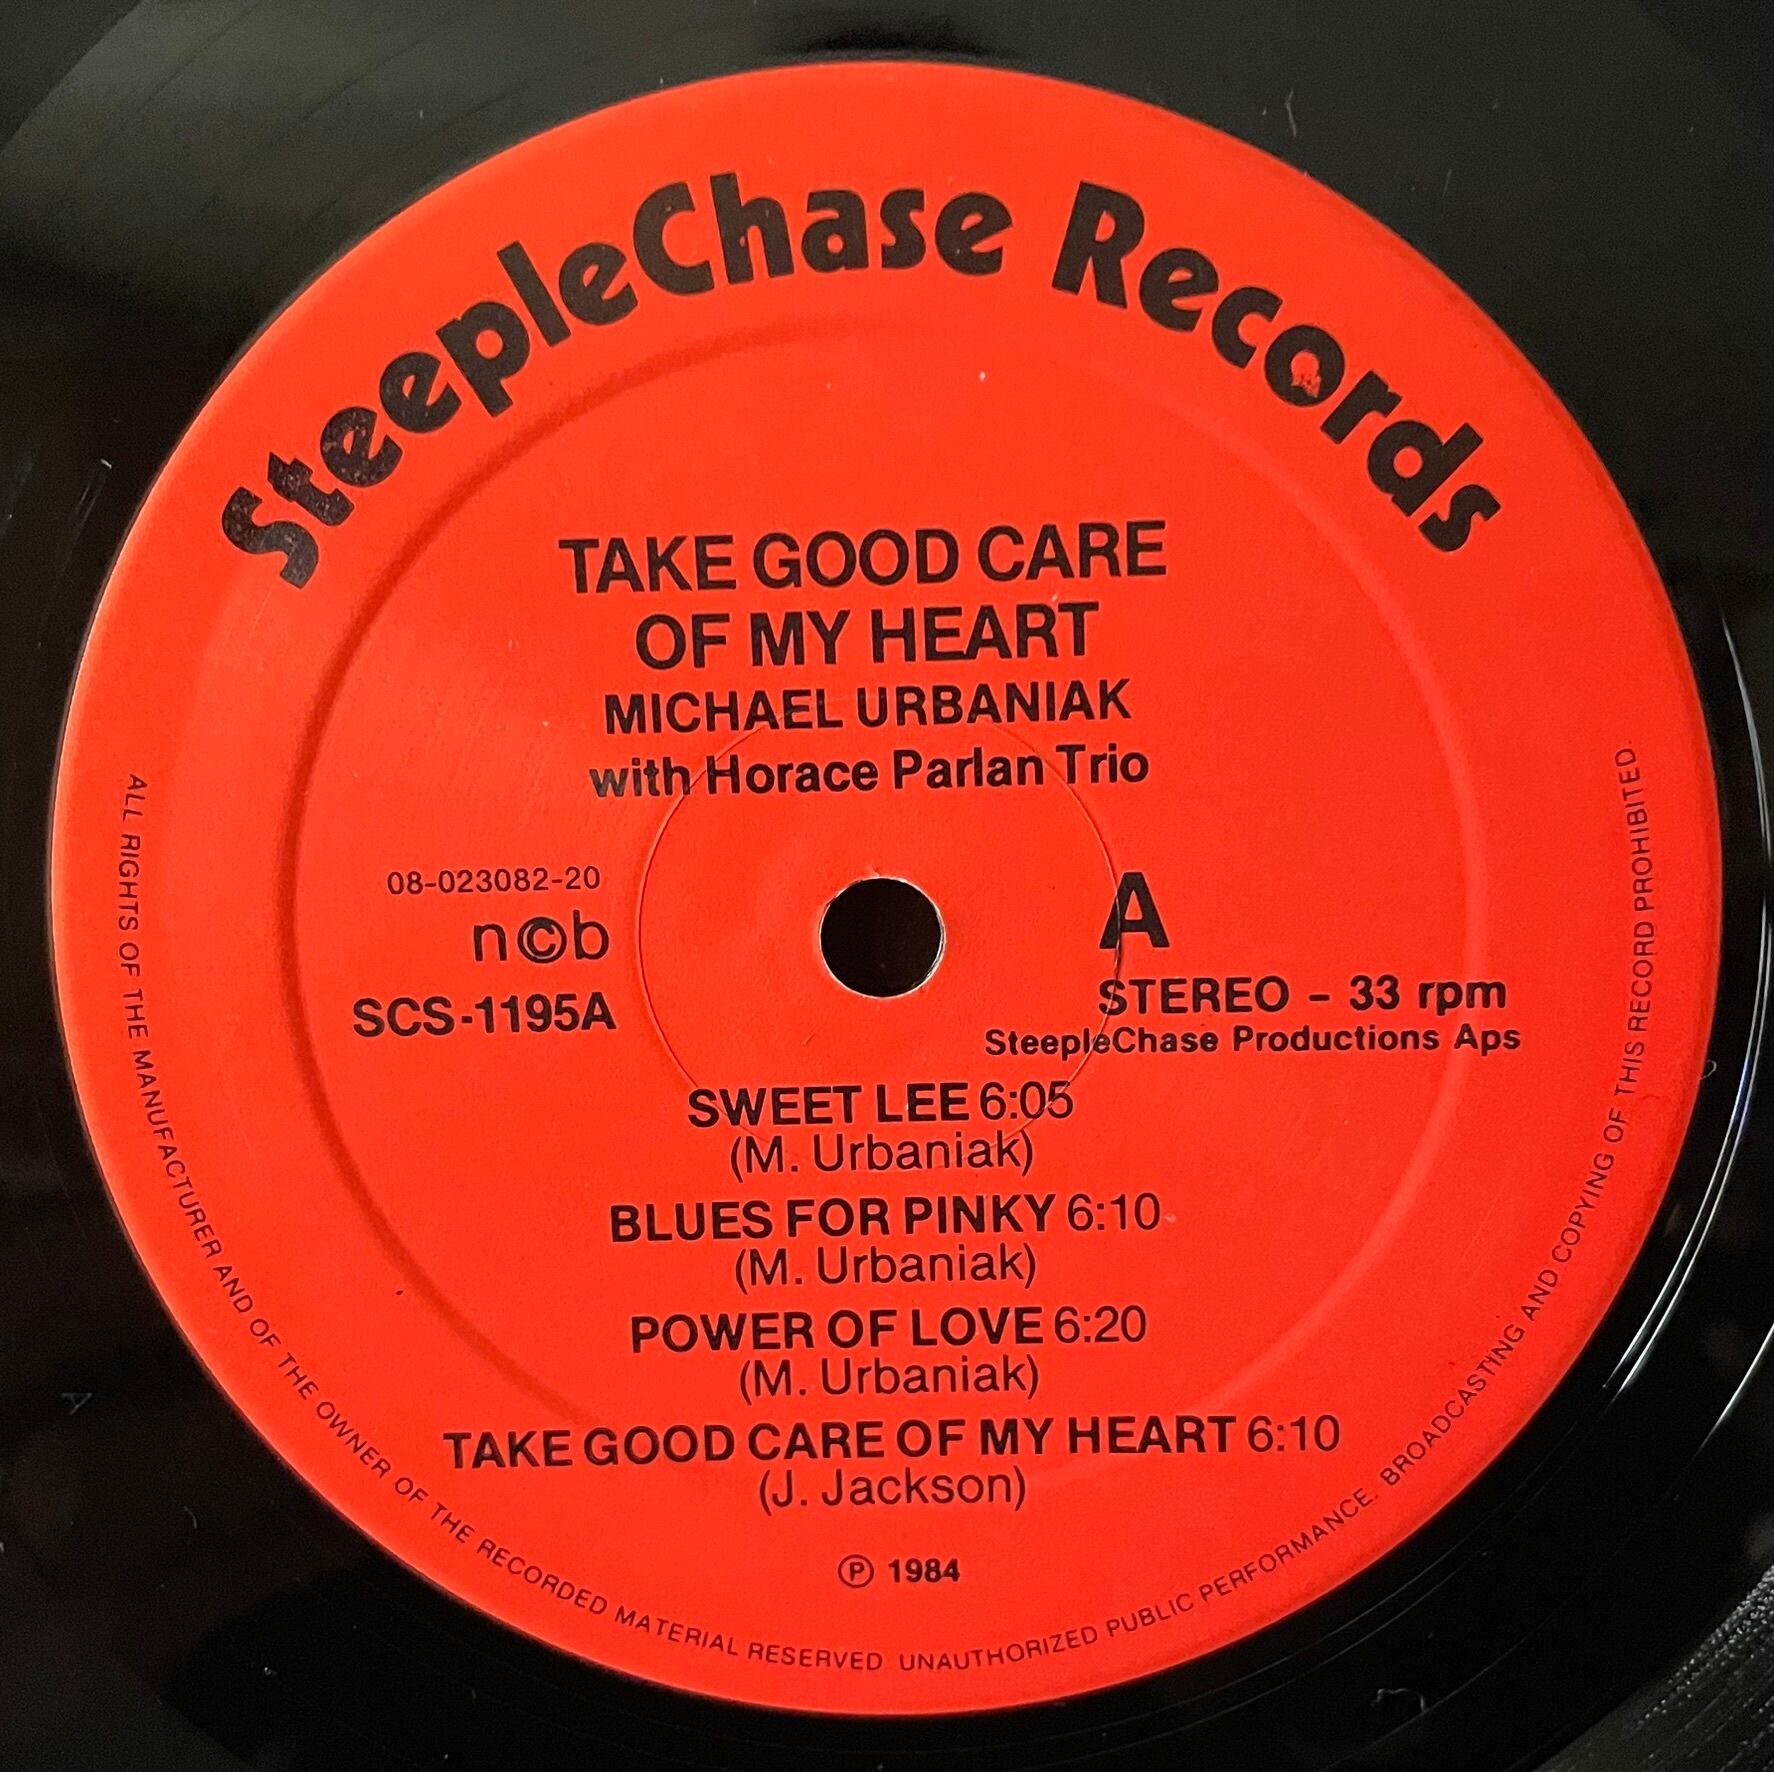 SteepleChase Records
TAKE GOOD CARE
OF MY HEART
MICHAEL URBANIAK
with Horace Parlan Trio
08-023082-20
n©b
SCS-1195A
A
STEREO – 33 rpm
SteepleChase Productions Aps
SWEET LEE 6:05
(M. Urbaniak)
BLUES FOR PINKY 6:10
(M. Urbaniak)
POWER OF LOVE 6:20
(M. Urbaniak)
TAKE GOOD CARE OF MY HEART 6:10
(J. Jackson)
℗ 1984
ALL RIGHTS OF THE MANUFACTURER AND OF THE OWNER OF THE RECORDED MATERIAL RESERVED UNAUTHORIZED PUBLIC PERFORMANCE. BROADCASTING AND COPYING OF THIS RECORD PROHIBITED.